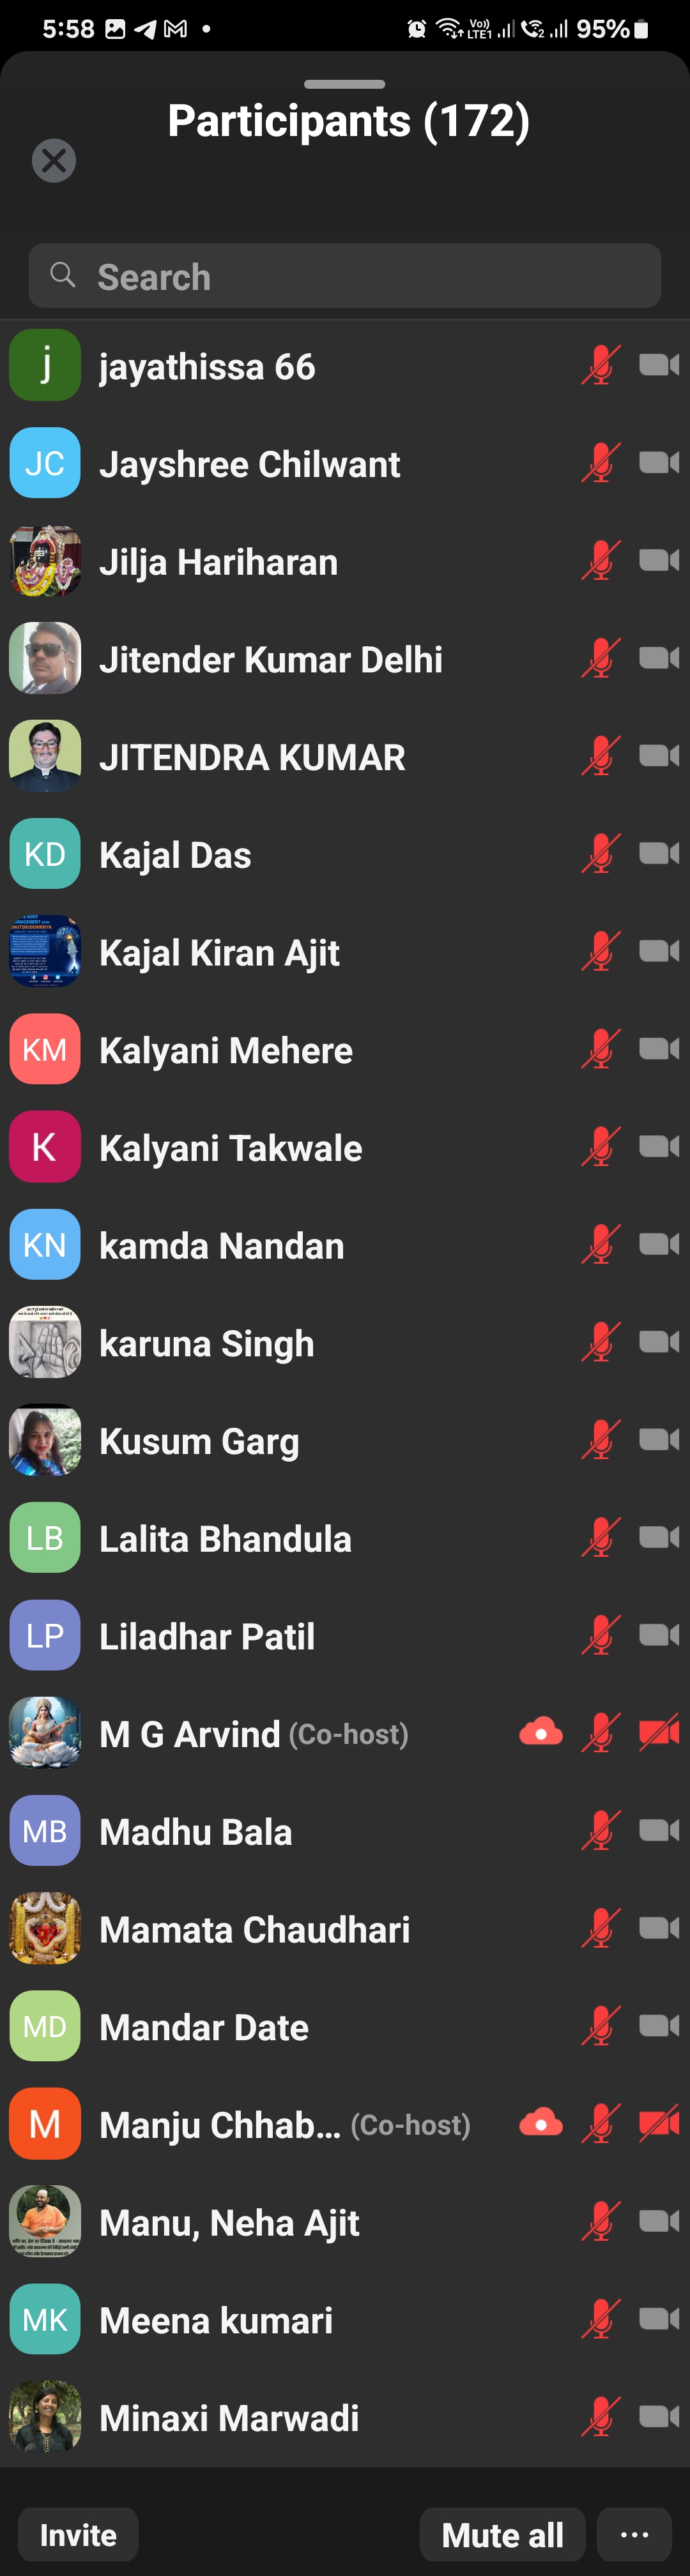 5:58
Vo))
LTE1
2
95%
Participants (172)
Search
j
jayathissa 66
JC
Jayshree Chilwant
Jilja Hariharan
Jitender Kumar Delhi
JITENDRA KUMAR
KD
Kajal Das
Kajal Kiran Ajit
KM
Kalyani Mehere
K
Kalyani Takwale
KN
kamda Nandan
karuna Singh
Kusum Garg
LB
Lalita Bhandula
LP
Liladhar Patil
M G Arvind (Co-host)
MB
Madhu Bala
Mamata Chaudhari
MD
Mandar Date
M
Manju Chhab... (Co-host)
Manu, Neha Ajit
MK
Meena kumari
Minaxi Marwadi
Invite
Mute all